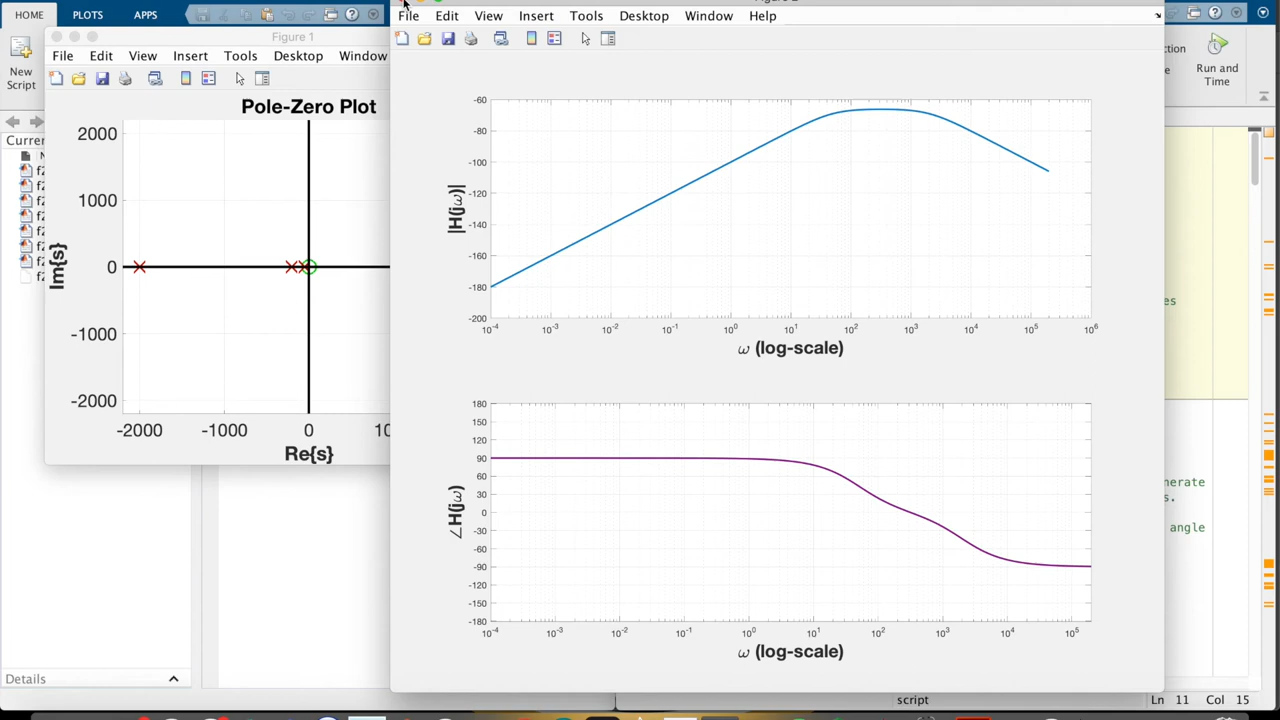 HOME PLOTS APPS
Figure 1
File Edit View Insert Tools Desktop Window
New
Script
Pole-Zero Plot
2000
1000
0
-1000
-2000
Im{s}
-2000 -1000 0
Re{s}
Details
File Edit View Insert Tools Desktop Window Help
-60
-80
-100
-120
-140
-160
-180
-200
|H(jω)|
10⁻⁴ 10⁻³ 10⁻² 10⁻¹ 10⁰ 10¹ 10² 10³ 10⁴ 10⁵ 10⁶
ω (log-scale)
180
150
120
90
60
30
0
-30
-60
-90
-120
-150
-180
∠H(jω)
10⁻⁴ 10⁻³ 10⁻² 10⁻¹ 10⁰ 10¹ 10² 10³ 10⁴ 10⁵
ω (log-scale)
Run and
Time
angle
script Ln 11 Col 15